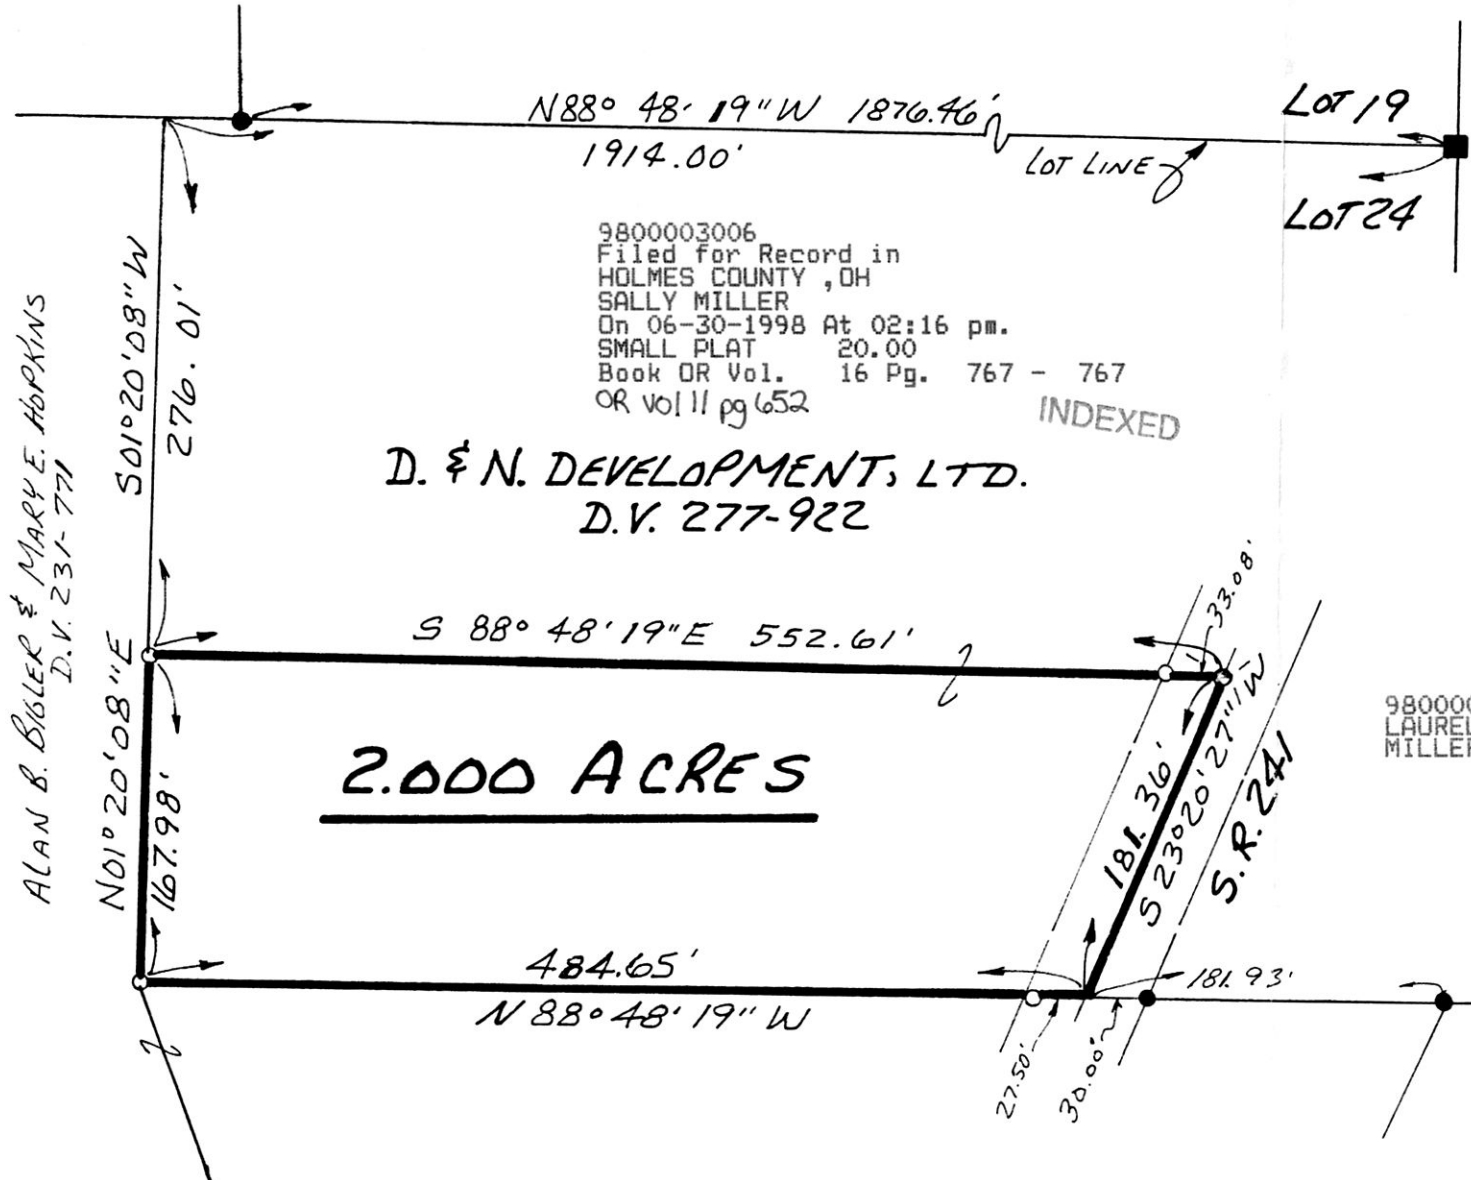 N88° 48' 19" W 1876.46'
1914.00'
LOT LINE
LOT 19
LOT 24
9800003006
Filed for Record in
HOLMES COUNTY ,OH
SALLY MILLER
On 06-30-1998 At 02:16 pm.
SMALL PLAT 20.00
Book OR Vol. 16 Pg. 767 - 767
OR vol 11 pg 652
INDEXED
D. & N. DEVELOPMENT, LTD.
D.V. 277-922
S01° 20' 08" W
276.01'
ALAN B. BIGLER & MARY E. HOPKINS
D.V. 231-771
S 88° 48' 19" E 552.61'
33.08'
N01° 20' 08" E
167.98'
2.000 ACRES
181.36'
S 23° 20' 27" W
S.R. 241
LAUREL
484.65'
N 88° 48' 19" W
181.93'
27.50'
30.00'